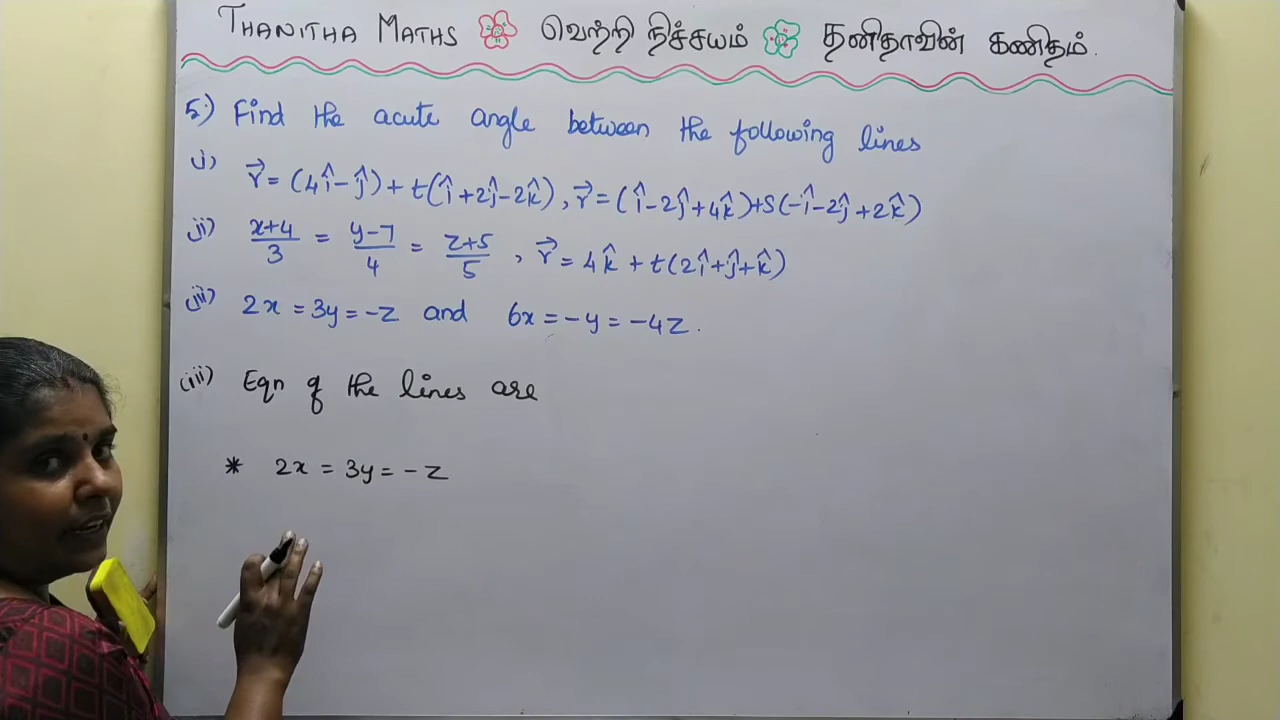 THANITHA MATHS வெற்றி நிச்சயம் தனிதாவின் கணிதம்.
5.) Find the acute angle between the following lines
i) r⃗ = (4î - ĵ) + t(î + 2ĵ - 2k̂), r⃗ = (î - 2ĵ + 4k̂) + s(-î - 2ĵ + 2k̂)
ii) x+4/3 = y-7/4 = z+5/5, r⃗ = 4k̂ + t(2î + ĵ + k̂)
iii) 2x = 3y = -z and 6x = -y = -4z.
(iii) Eqn of the lines are
* 2x = 3y = -z